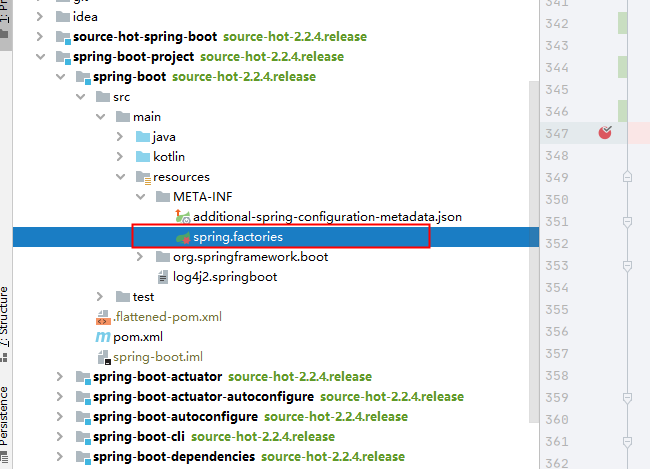 git
idea
source-hot-spring-boot source-hot-2.2.4.release
spring-boot-project source-hot-2.2.4.release
spring-boot source-hot-2.2.4.release
src
main
java
kotlin
resources
META-INF
additional-spring-configuration-metadata.json
spring.factories
org.springframework.boot
log4j2.springboot
test
.flattened-pom.xml
pom.xml
spring-boot.iml
spring-boot-actuator source-hot-2.2.4.release
spring-boot-actuator-autoconfigure source-hot-2.2.4.release
spring-boot-autoconfigure source-hot-2.2.4.release
spring-boot-cli source-hot-2.2.4.release
spring-boot-dependencies source-hot-2.2.4.release
Z: Structure
Persistence
341
342
343
344
345
346
347
348
349
350
351
352
353
354
355
356
357
358
359
360
361
362